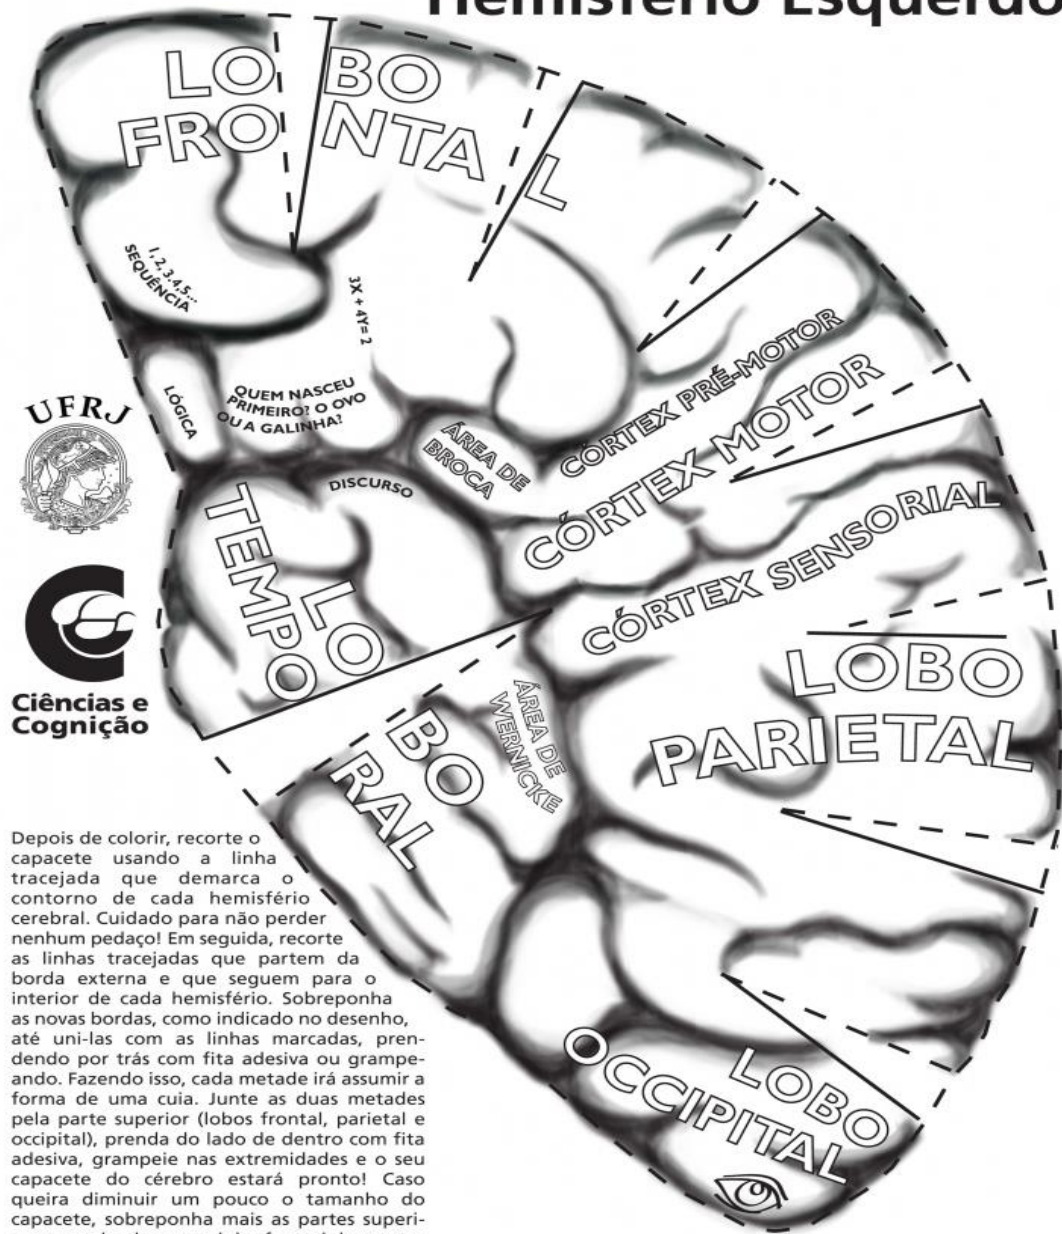 Hemisfério Esquerdo
LO BO
FRO NTA L
1, 2, 3, 4, 5...
SEQUÊNCIA
3X + 4Y= 2
LÓGICA
QUEM NASCEU
PRIMEIRO? O OVO
OU A GALINHA?
CÓRTEX PRÉ-MOTOR
CÓRTEX MOTOR
ÁREA DE
BROCA
UFRJ
DISCURSO
CÓRTEX SENSORIAL
LO BO
TEMPO RAL
ÁREA DE
WERNICKE
LOBO
PARIETAL
Ciências e
Cognição
Depois de colorir, recorte o
capacete usando a linha
tracejada que demarca o
contorno de cada hemisfério
cerebral. Cuidado para não perder
nenhum pedaço! Em seguida, recorte
as linhas tracejadas que partem da
borda externa e que seguem para o
interior de cada hemisfério. Sobreponha
as novas bordas, como indicado no desenho,
até uni-las com as linhas marcadas, pren-
dendo por trás com fita adesiva ou grampe-
ando. Fazendo isso, cada metade irá assumir a
forma de uma cuia. Junte as duas metades
pela parte superior (lobos frontal, parietal e
occipital), prenda do lado de dentro com fita
adesiva, grampeie nas extremidades e o seu
capacete do cérebro estará pronto! Caso
queira diminuir um pouco o tamanho do
capacete, sobreponha mais as partes superi-
LOBO
OCCIPITAL